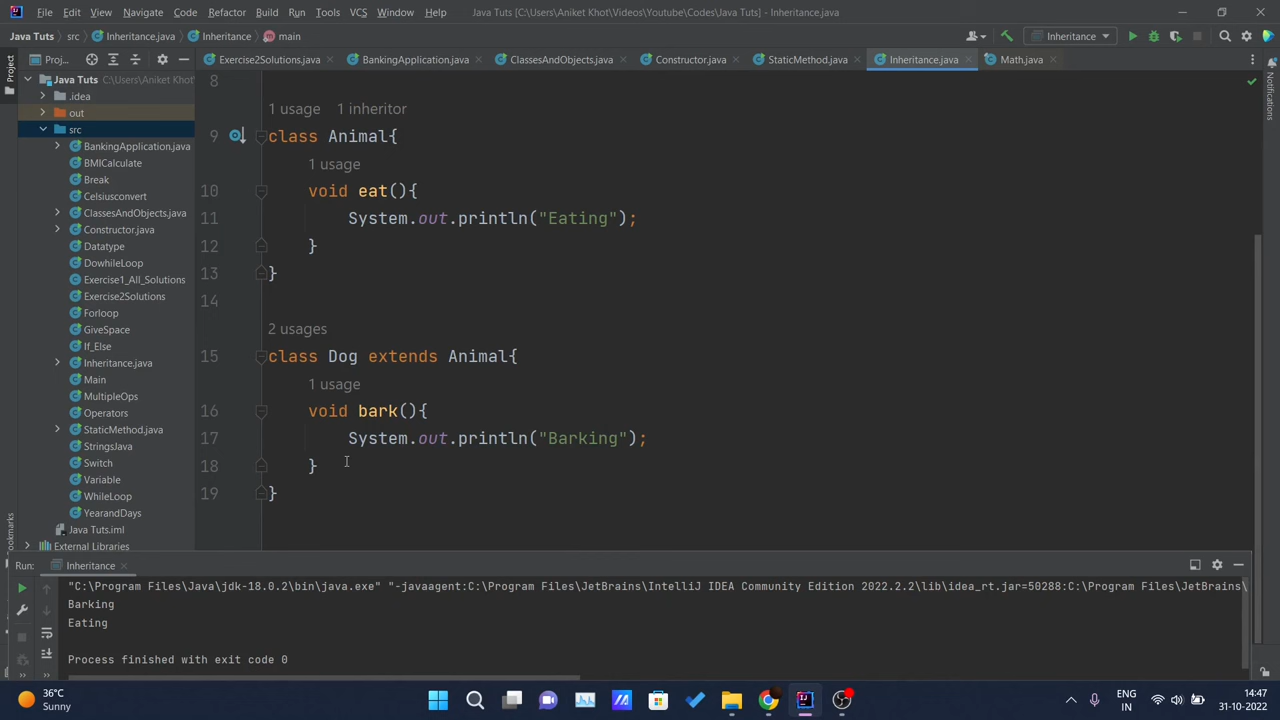 File Edit View Navigate Code Refactor Build Run Tools VCS Window Help Java Tuts [C:\Users\Aniket Khot\Videos\Youtube\Codes\Java Tuts] - Inheritance.java
Java Tuts src Inheritance.java Inheritance main Inheritance
Project Proj... Exercise2Solutions.java BankingApplication.java ClassesAndObjects.java Constructor.java StaticMethod.java Inheritance.java Math.java
Java Tuts C:\Users\Aniket Khot\
.idea
out
src
BankingApplication.java
BMICalculate
Break
Celsiusconvert
ClassesAndObjects.java
Constructor.java
Datatype
DowhileLoop
Exercise1_All_Solutions
Exercise2Solutions
Forloop
GiveSpace
If_Else
Inheritance.java
Main
MultipleOps
Operators
StaticMethod.java
StringsJava
Switch
Variable
WhileLoop
YearandDays
Java Tuts.iml
External Libraries
8
1 usage 1 inheritor
9 class Animal{
1 usage
10 void eat(){
11 System.out.println("Eating");
12 }
13 }
14
2 usages
15 class Dog extends Animal{
1 usage
16 void bark(){
17 System.out.println("Barking");
18 }
19 }
Notifications
Run: Inheritance
"C:\Program Files\Java\jdk-18.0.2\bin\java.exe" "-javaagent:C:\Program Files\JetBrains\IntelliJ IDEA Community Edition 2022.2.2\lib\idea_rt.jar=50288:C:\Program Files\JetBrains\
Barking
Eating
Process finished with exit code 0
36°C
Sunny
ENG
IN
14:47
31-10-2022